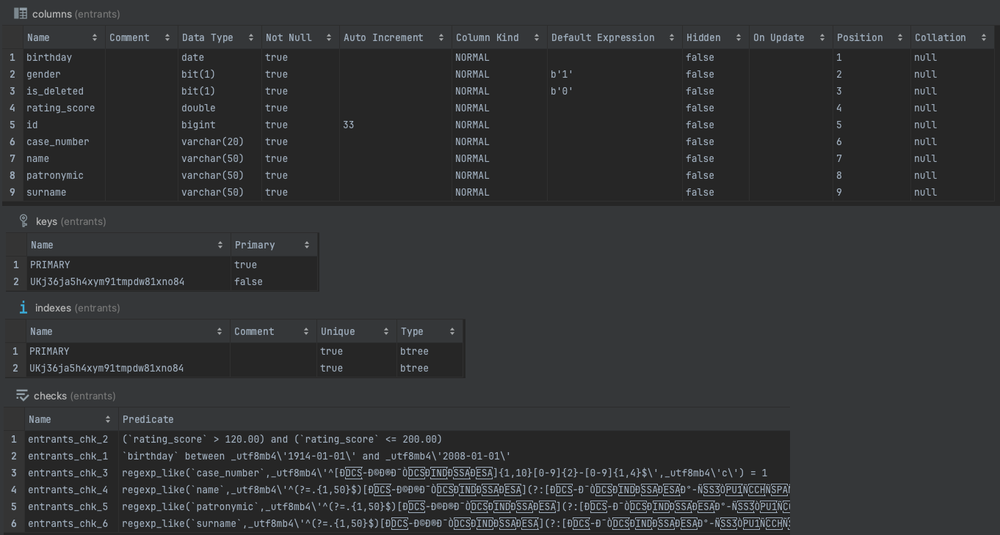 columns (entrants)
Name Comment Data Type Not Null Auto Increment Column Kind Default Expression Hidden On Update Position Collation
1 birthday date true NORMAL false 1 null
2 gender bit(1) true NORMAL b'1' false 2 null
3 is_deleted bit(1) true NORMAL b'0' false 3 null
4 rating_score double true NORMAL false 4 null
5 id bigint true 33 NORMAL false 5 null
6 case_number varchar(20) true NORMAL false 6 null
7 name varchar(50) true NORMAL false 7 null
8 patronymic varchar(50) true NORMAL false 8 null
9 surname varchar(50) true NORMAL false 9 null
keys (entrants)
Name Primary
1 PRIMARY true
2 UKj36ja5h4xym91tmpdw81xno84 false
indexes (entrants)
Name Comment Unique Type
1 PRIMARY true btree
2 UKj36ja5h4xym91tmpdw81xno84 true btree
checks (entrants)
Name Predicate
1 entrants_chk_2 (`rating_score` > 120.00) and (`rating_score` <= 200.00)
2 entrants_chk_1 `birthday` between _utf8mb4\'1914-01-01\' and _utf8mb4\'2008-01-01\'
3 entrants_chk_3 regexp_like(`case_number`,_utf8mb4\'^[ÐDCS-Ð©Ð®Ð¯ÒDCSÐINDÐSSAÐESA]{1,10}[0-9]{2}-[0-9]{1,4}$\',_utf8mb4\'c\') = 1
4 entrants_chk_4 regexp_like(`name`,_utf8mb4\'^(?=.{1,50}$)[ÐDCS-Ð©Ð®Ð¯ÒDCSÐINDÐSSAÐESA](?:[ÐDCS-Ð¯ÒDCSÐINDÐSSAÐESAÐ°-ÑSS3ÒPU1ÑCCHÑSPAÑ
5 entrants_chk_5 regexp_like(`patronymic`,_utf8mb4\'^(?=.{1,50}$)[ÐDCS-Ð©Ð®Ð¯ÒDCSÐINDÐSSAÐESA](?:[ÐDCS-Ð¯ÒDCSÐINDÐSSAÐESAÐ°-ÑSS3ÒPU1ÑCC
6 entrants_chk_6 regexp_like(`surname`,_utf8mb4\'^(?=.{1,50}$)[ÐDCS-Ð©Ð®Ð¯ÒDCSÐINDÐSSAÐESA](?:[ÐDCS-Ð¯ÒDCSÐINDÐSSAÐESAÐ°-ÑSS3ÒPU1ÑCCHÑ